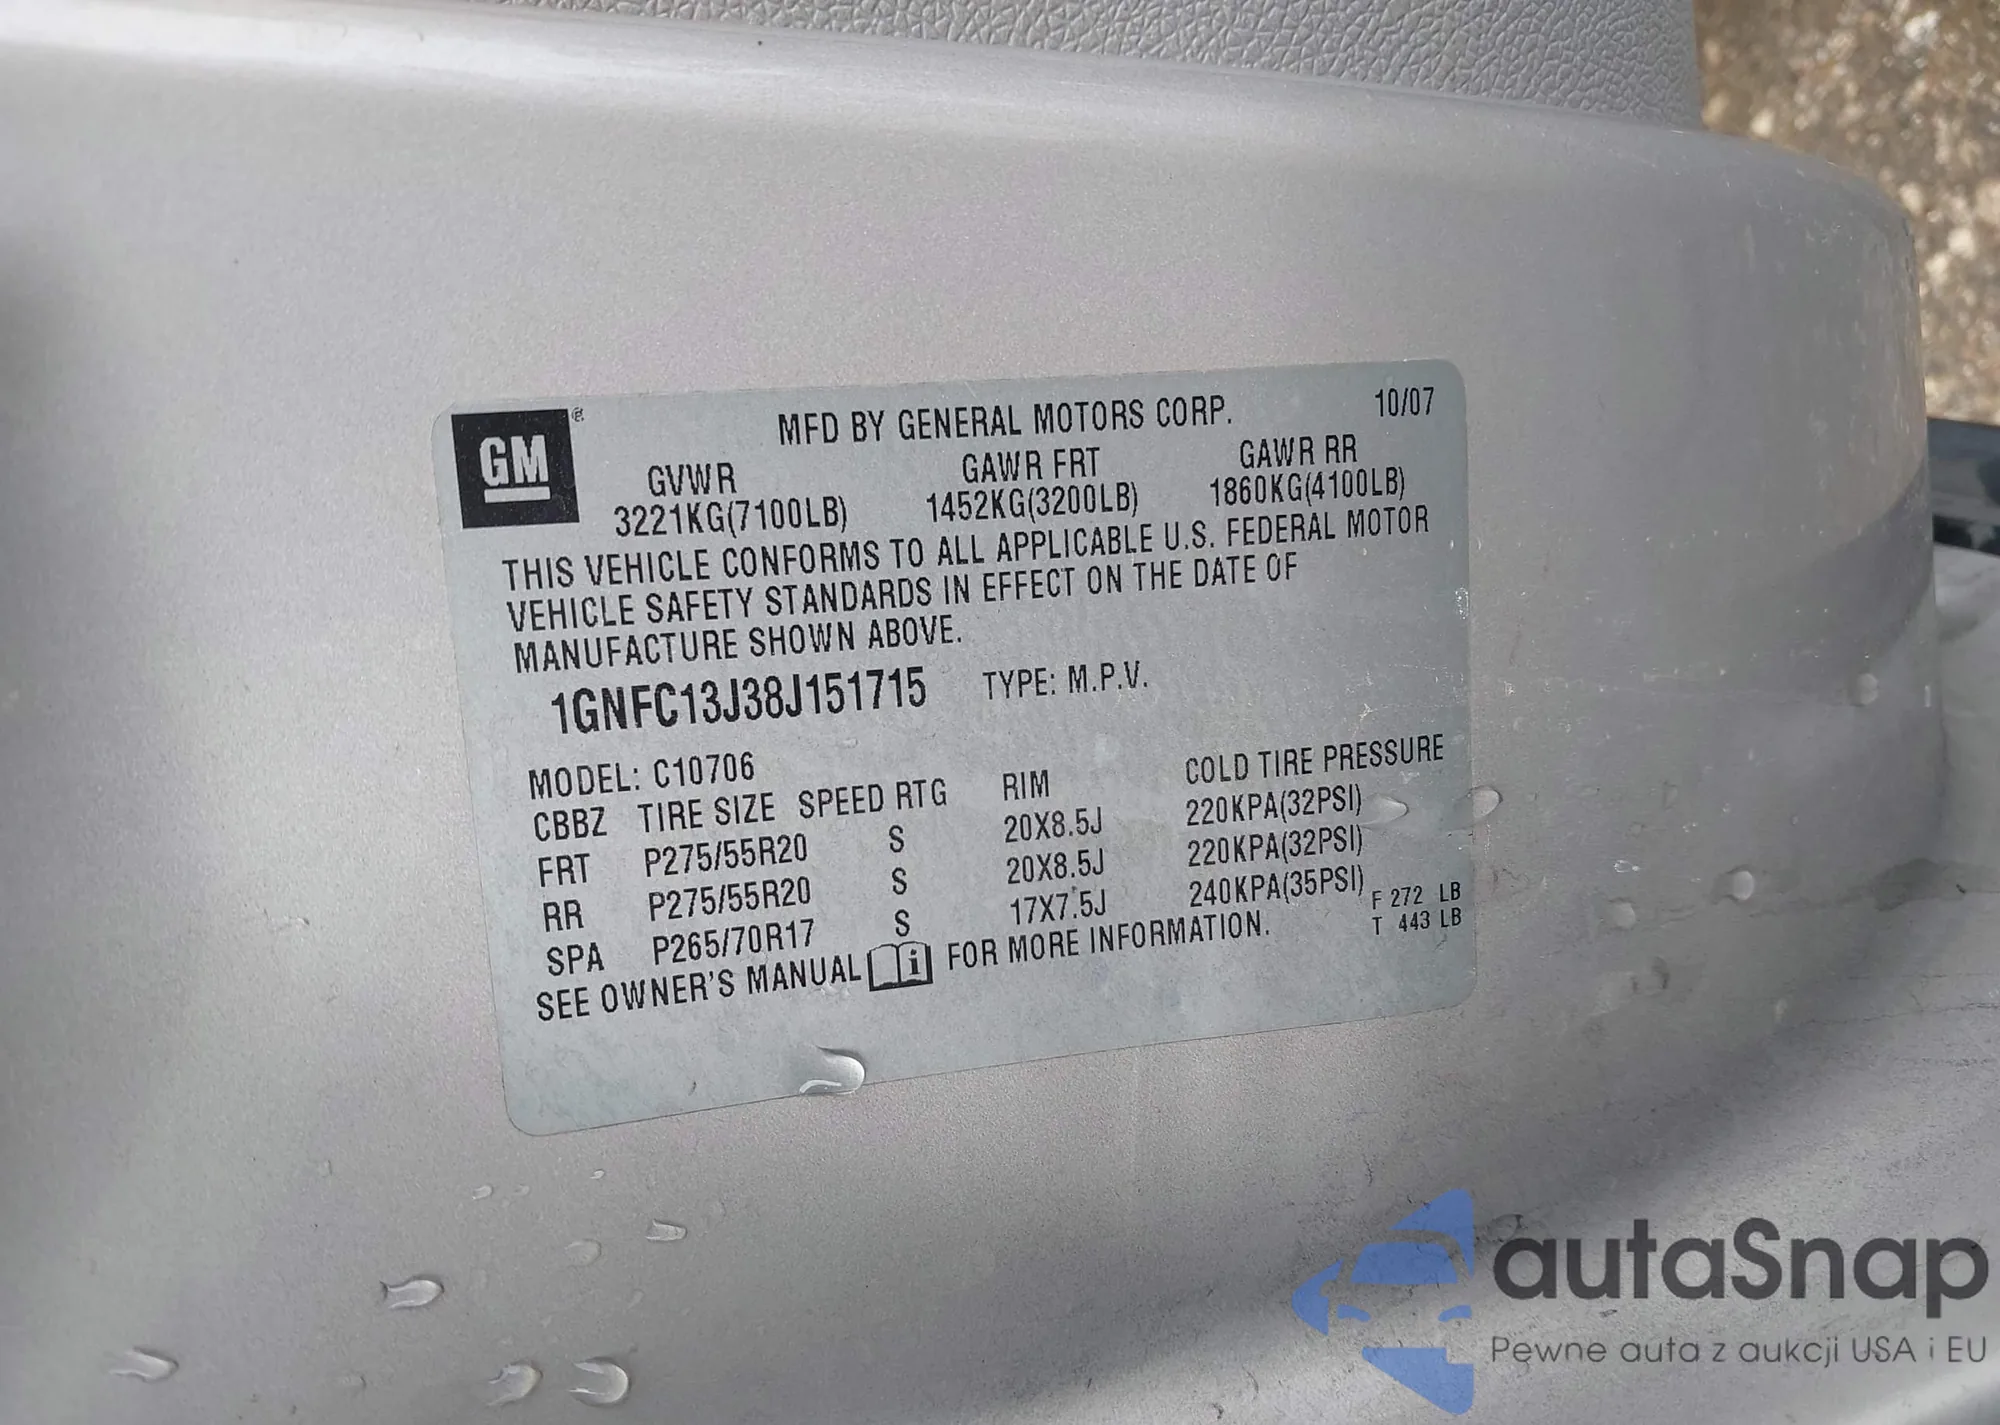 GM ®
MFD BY GENERAL MOTORS CORP. 10/07
GVWR GAWR FRT GAWR RR
3221KG(7100LB) 1452KG(3200LB) 1860KG(4100LB)
THIS VEHICLE CONFORMS TO ALL APPLICABLE U.S. FEDERAL MOTOR
VEHICLE SAFETY STANDARDS IN EFFECT ON THE DATE OF
MANUFACTURE SHOWN ABOVE.
1GNFC13J38J151715 TYPE: M.P.V.
MODEL: C10706
CBBZ TIRE SIZE SPEED RTG RIM COLD TIRE PRESSURE
FRT P275/55R20 S 20X8.5J 220KPA(32PSI)
RR P275/55R20 S 20X8.5J 220KPA(32PSI)
SPA P265/70R17 S 17X7.5J 240KPA(35PSI) F 272 LB
T 443 LB
SEE OWNER'S MANUAL i FOR MORE INFORMATION.
autaSnap
Pewne auta z aukcji USA i EU